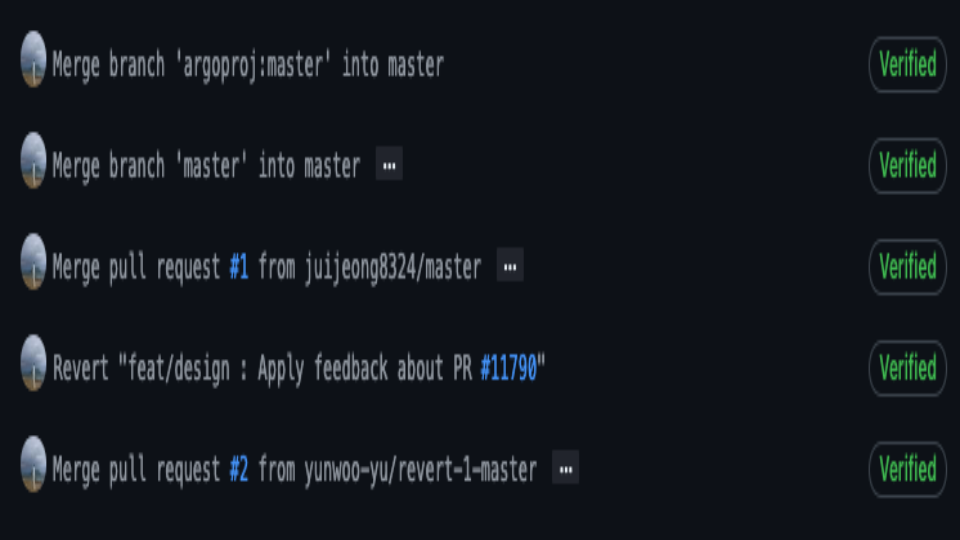 Merge branch 'argoproj:master' into master Verified
Merge branch 'master' into master ... Verified
Merge pull request #1 from juijeong8324/master ... Verified
Revert "feat/design : Apply feedback about PR #11790" Verified
Merge pull request #2 from yunwoo-yu/revert-1-master ... Verified